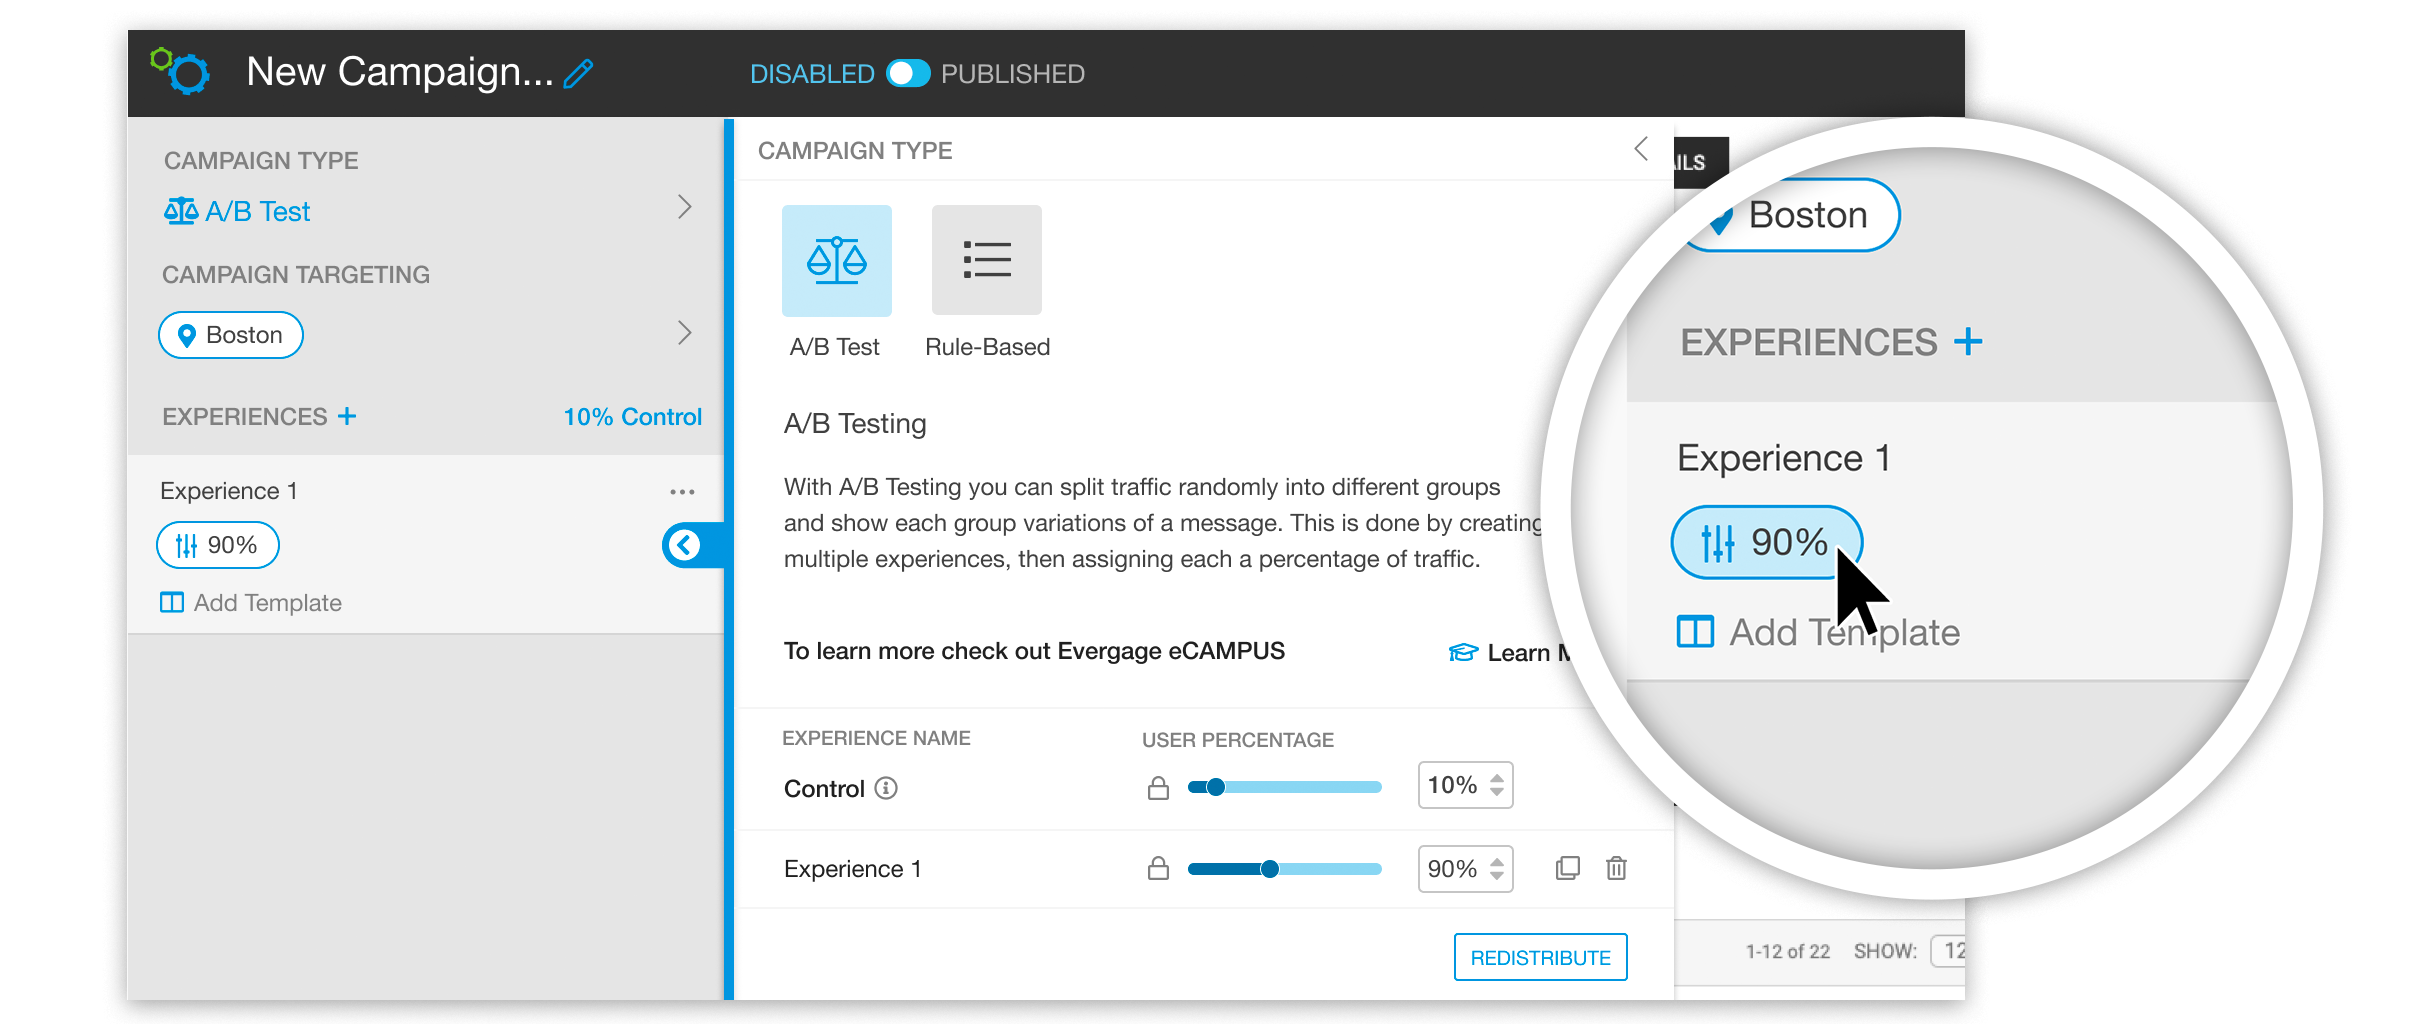 New Campaign...
DISABLED PUBLISHED
CAMPAIGN TYPE
A/B Test
CAMPAIGN TARGETING
Boston
EXPERIENCES + 10% Control
Experience 1
90%
Add Template
CAMPAIGN TYPE
A/B Test Rule-Based
A/B Testing
With A/B Testing you can split traffic randomly into different groups
and show each group variations of a message. This is done by creating
multiple experiences, then assigning each a percentage of traffic.
To learn more check out Evergage eCAMPUS Learn
EXPERIENCE NAME USER PERCENTAGE
Control 10%
Experience 1 90%
REDISTRIBUTE
Boston
EXPERIENCES +
Experience 1
90%
Add Template
1-12 of 22 SHOW: 12